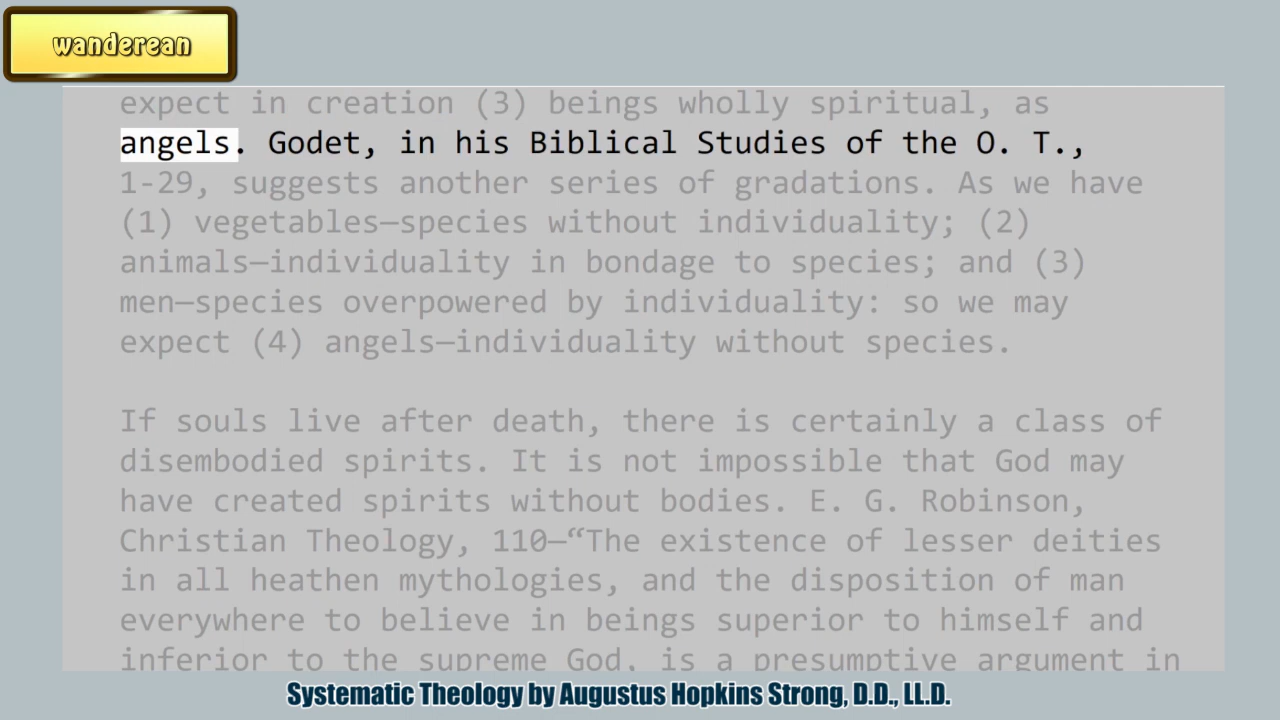 wanderean
expect in creation (3) beings wholly spiritual, as
angels. Godet, in his Biblical Studies of the O. T.,
1-29, suggests another series of gradations. As we have
(1) vegetables—species without individuality; (2)
animals—individuality in bondage to species; and (3)
men—species overpowered by individuality: so we may
expect (4) angels—individuality without species.
If souls live after death, there is certainly a class of
disembodied spirits. It is not impossible that God may
have created spirits without bodies. E. G. Robinson,
Christian Theology, 110—“The existence of lesser deities
in all heathen mythologies, and the disposition of man
everywhere to believe in beings superior to himself and
inferior to the supreme God, is a presumptive argument in
Systematic Theology by Augustus Hopkins Strong, D.D., LL.D.